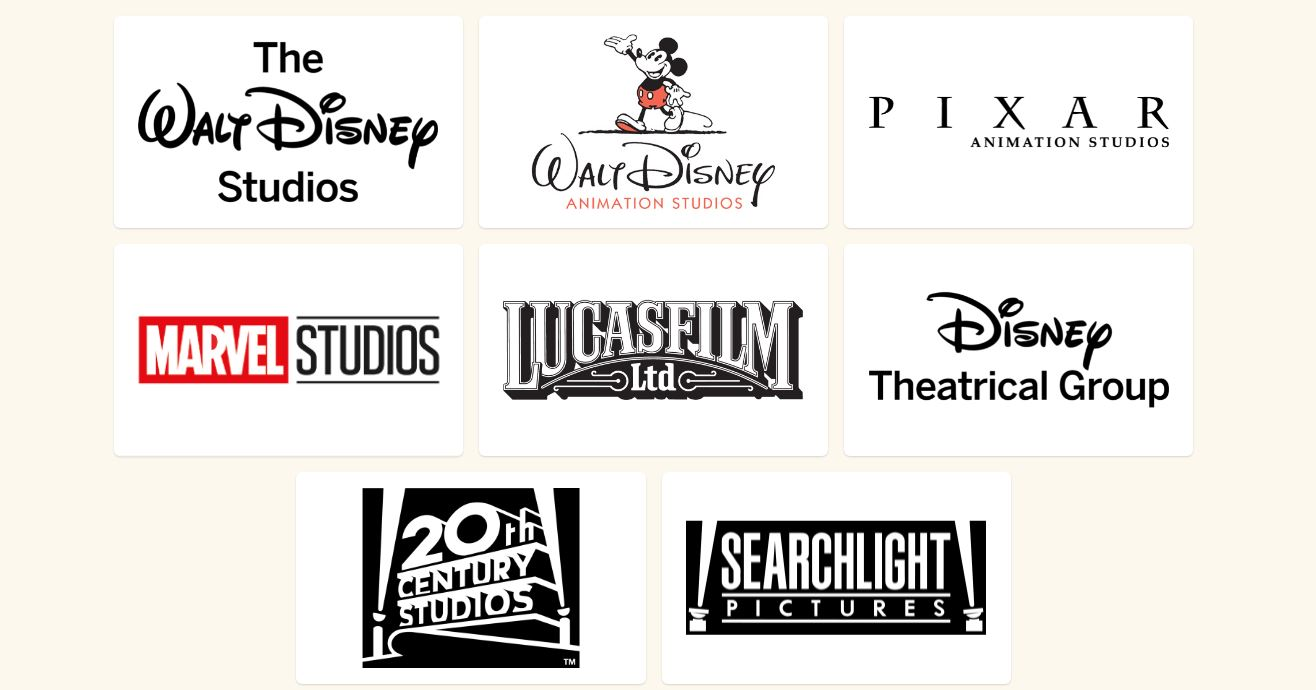 The
WALT DISNEY
Studios
WALT DISNEY
ANIMATION STUDIOS
PIXAR
ANIMATION STUDIOS
MARVEL STUDIOS
LUCASFILM
Ltd
DISNEY
Theatrical Group
20th
CENTURY
STUDIOS
TM
SEARCHLIGHT
PICTURES